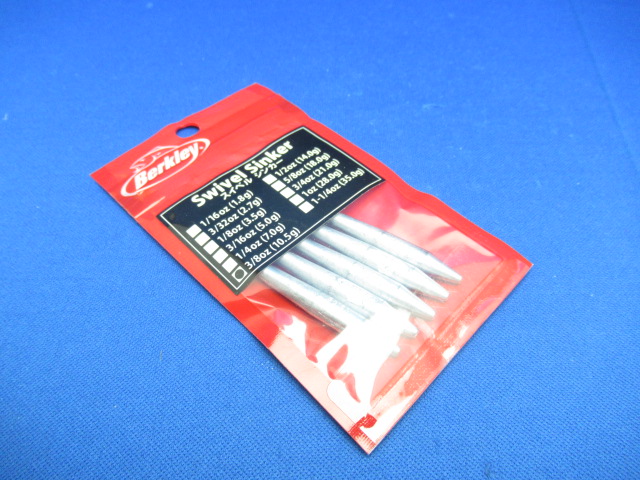 Berkley
Swivel Sinker
スイベル シンカー
1/16oz (1.8g)
3/32oz (2.7g)
1/8oz (3.5g)
3/16oz (5.0g)
1/4oz (7.0g)
3/8oz (10.5g)
1/2oz (14.0g)
5/8oz (18.0g)
3/4oz (21.0g)
1oz (28.0g)
1-1/4oz (35.0g)